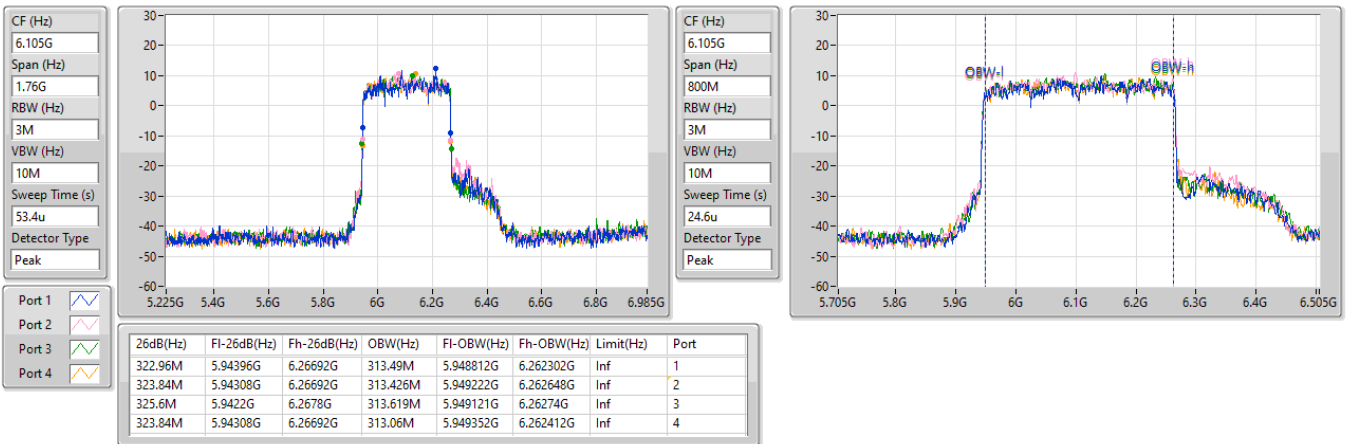 CF (Hz)
6.105G
Span (Hz)
1.76G
RBW (Hz)
3M
VBW (Hz)
10M
Sweep Time (s)
53.4u
Detector Type
Peak
30
20
10
0
-10
-20
-30
-40
-50
-60
5.225G 5.4G 5.6G 5.8G 6G 6.2G 6.4G 6.6G 6.8G 6.985G
CF (Hz)
6.105G
Span (Hz)
800M
RBW (Hz)
3M
VBW (Hz)
10M
Sweep Time (s)
24.6u
Detector Type
Peak
30
20
10
0
-10
-20
-30
-40
-50
-60
OBW-l OBW-h
5.705G 5.8G 5.9G 6G 6.1G 6.2G 6.3G 6.4G 6.505G
Port 1
Port 2
Port 3
Port 4
26dB(Hz) Fl-26dB(Hz) Fh-26dB(Hz) OBW(Hz) Fl-OBW(Hz) Fh-OBW(Hz) Limit(Hz) Port
322.96M 5.94396G 6.26692G 313.49M 5.948812G 6.262302G Inf 1
323.84M 5.94308G 6.26692G 313.426M 5.949222G 6.262648G Inf 2
325.6M 5.9422G 6.2678G 313.619M 5.949121G 6.26274G Inf 3
323.84M 5.94308G 6.26692G 313.06M 5.949352G 6.262412G Inf 4